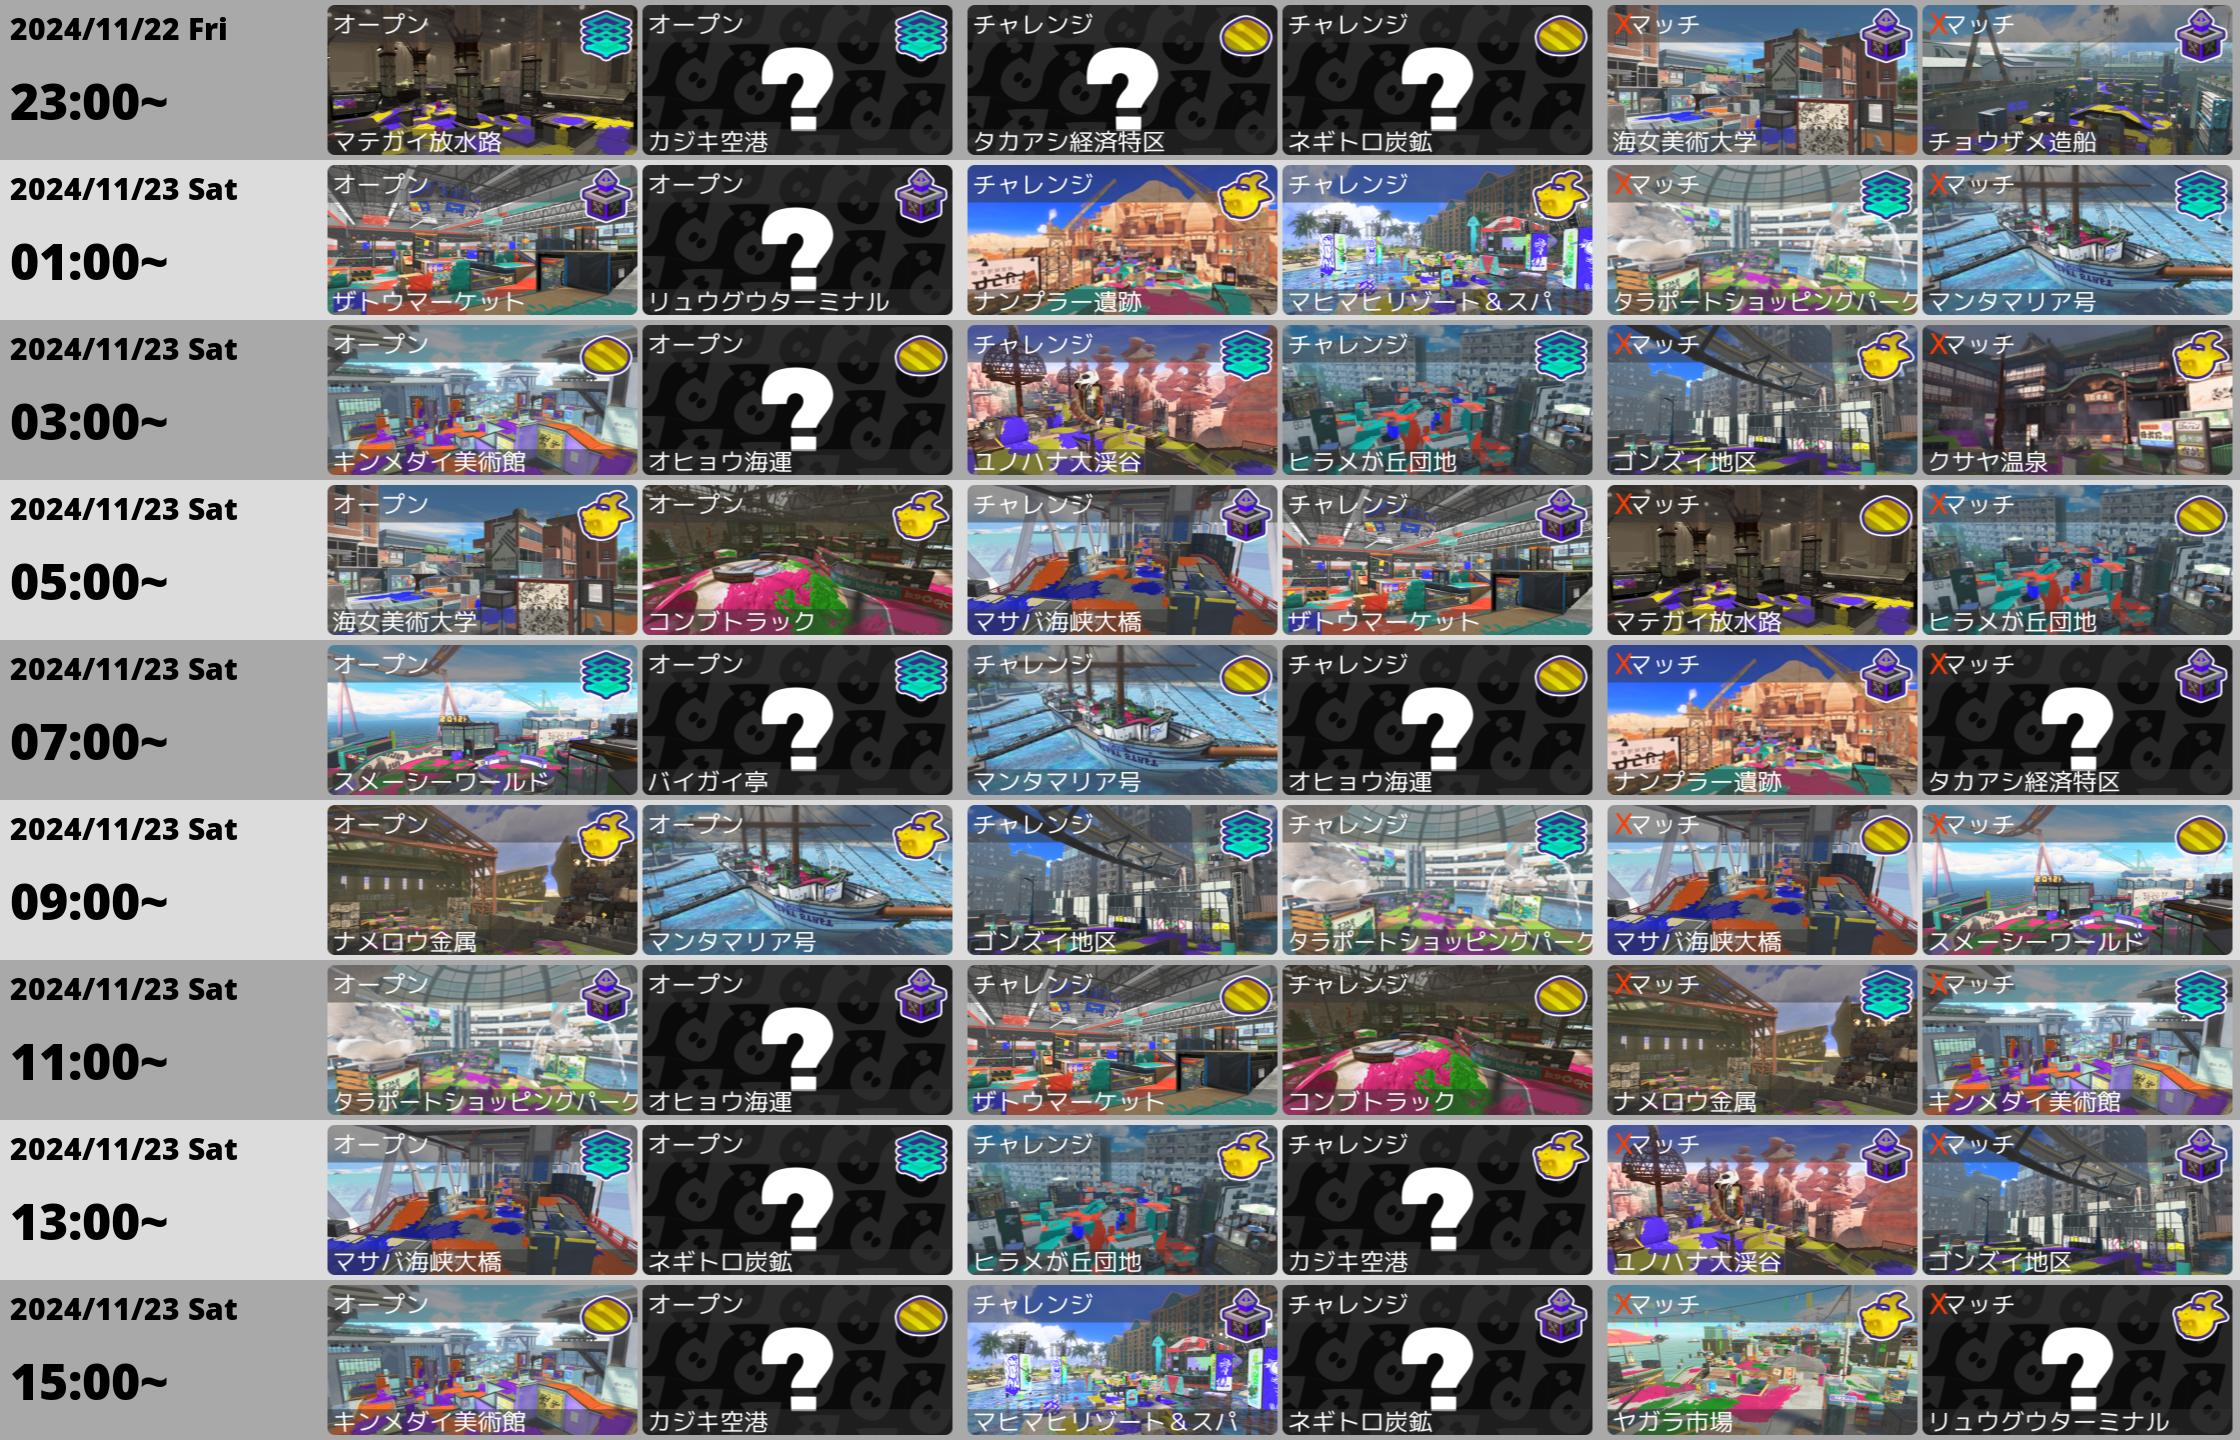 2024/11/22 Fri
23:00~
オープン
マテガイ放水路
オープン
カジキ空港
チャレンジ
タカアシ経済特区
チャレンジ
ネギトロ炭鉱
Xマッチ
海女美術大学
Xマッチ
チョウザメ造船
2024/11/23 Sat
01:00~
オープン
ザトウマーケット
オープン
リュウグウターミナル
チャレンジ
ナンプラー遺跡
チャレンジ
マヒマヒリゾート＆スパ
Xマッチ
タラポートショッピングパーク
Xマッチ
マンタマリア号
2024/11/23 Sat
03:00~
オープン
キンメダイ美術館
オープン
オヒョウ海運
チャレンジ
ユノハナ大渓谷
チャレンジ
ヒラメが丘団地
Xマッチ
ゴンズイ地区
Xマッチ
クサヤ温泉
2024/11/23 Sat
05:00~
オープン
海女美術大学
オープン
コンブトラック
チャレンジ
マサバ海峡大橋
チャレンジ
ザトウマーケット
Xマッチ
マテガイ放水路
Xマッチ
ヒラメが丘団地
2024/11/23 Sat
07:00~
オープン
スメーシーワールド
オープン
バイガイ亭
チャレンジ
マンタマリア号
チャレンジ
オヒョウ海運
Xマッチ
ナンプラー遺跡
Xマッチ
タカアシ経済特区
2024/11/23 Sat
09:00~
オープン
ナメロウ金属
オープン
マンタマリア号
チャレンジ
ゴンズイ地区
チャレンジ
タラポートショッピングパーク
Xマッチ
マサバ海峡大橋
Xマッチ
スメーシーワールド
2024/11/23 Sat
11:00~
オープン
タラポートショッピングパーク
オープン
オヒョウ海運
チャレンジ
ザトウマーケット
チャレンジ
コンブトラック
Xマッチ
ナメロウ金属
Xマッチ
キンメダイ美術館
2024/11/23 Sat
13:00~
オープン
マサバ海峡大橋
オープン
ネギトロ炭鉱
チャレンジ
ヒラメが丘団地
チャレンジ
カジキ空港
Xマッチ
ユノハナ大渓谷
Xマッチ
ゴンズイ地区
2024/11/23 Sat
15:00~
オープン
キンメダイ美術館
オープン
カジキ空港
チャレンジ
マヒマヒリゾート＆スパ
チャレンジ
ネギトロ炭鉱
Xマッチ
ヤガラ市場
Xマッチ
リュウグウターミナル